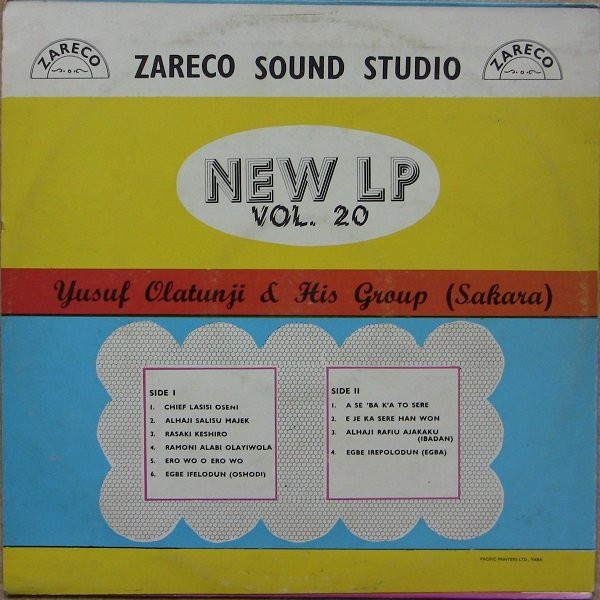 ZARECO
ZARECO SOUND STUDIO
ZARECO
NEW LP
VOL. 20
Yusuf Olatunji & His Group (Sakara)
SIDE I
1. CHIEF LASISI OSENI
2. ALHAJI SALISU MAJEK
3. RASAKI KESHIRO
4. RAMONI ALABI OLAYIWOLA
5. ERO WO O ERO WO
6. EGBE IFELODUN (OSHODI)
SIDE II
1. A SE 'BA K'A TO SERE
2. E JE KA SERE HAN WON
3. ALHAJI RAFIU AJAKAKU
(IBADAN)
4. EGBE IREPOLODUN (EGBA)
PACIFIC PRINTERS LTD.,